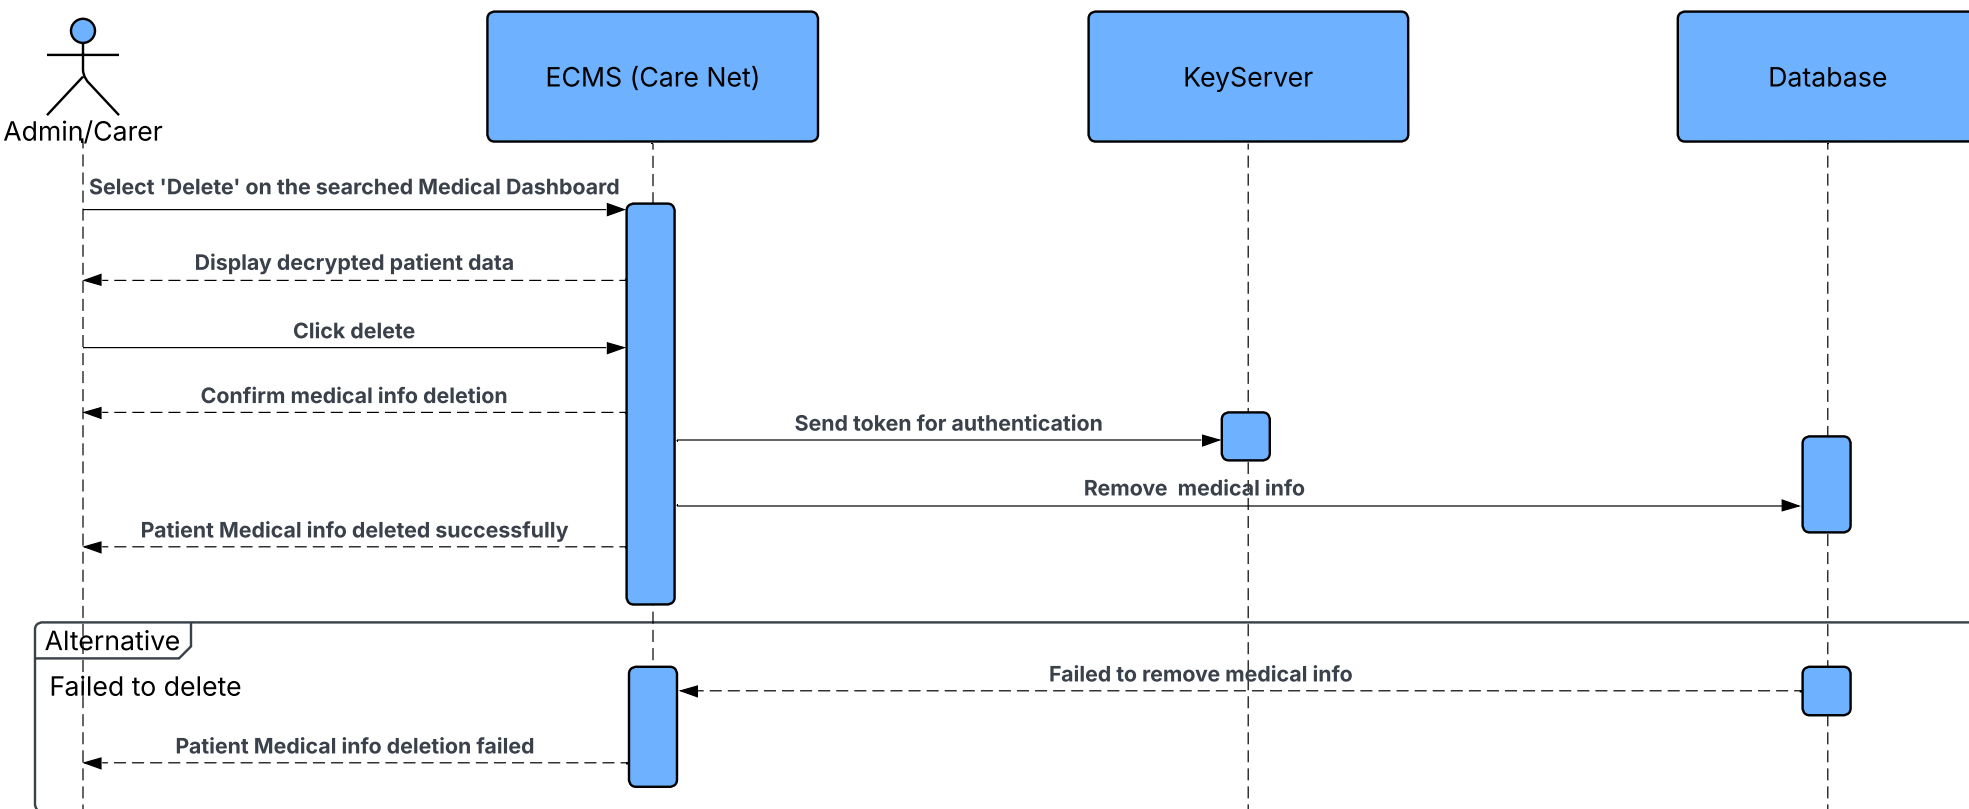 Admin/Carer
ECMS (Care Net)
KeyServer
Database
Select 'Delete' on the searched Medical Dashboard
Display decrypted patient data
Click delete
Confirm medical info deletion
Send token for authentication
Remove  medical info
Patient Medical info deleted successfully
Alternative
Failed to delete
Failed to remove medical info
Patient Medical info deletion failed